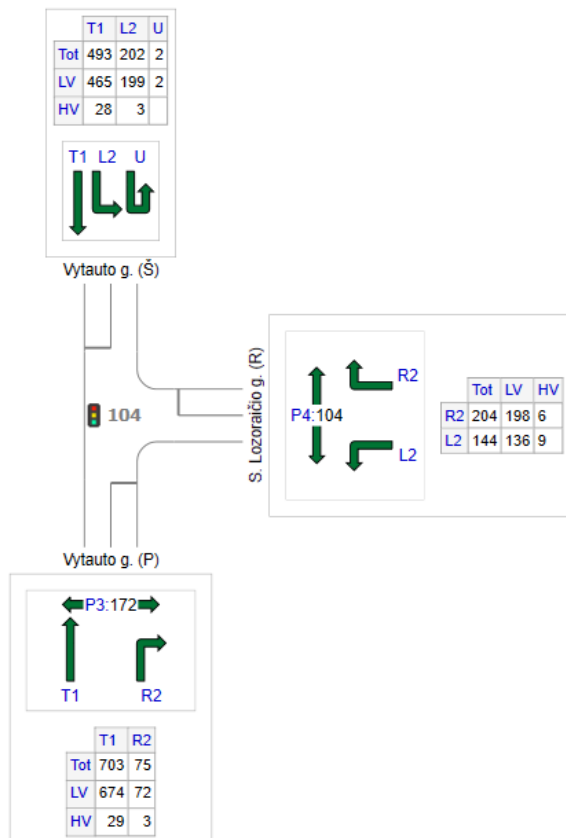 T1 L2 U
Tot 493 202 2
LV 465 199 2
HV 28 3
T1 L2 U
Vytauto g. (Š)
104
S. Lozoraičio g. (R)
P4:104
R2
L2
Tot LV HV
R2 204 198 6
L2 144 136 9
Vytauto g. (P)
P3:172
T1 R2
T1 R2
Tot 703 75
LV 674 72
HV 29 3